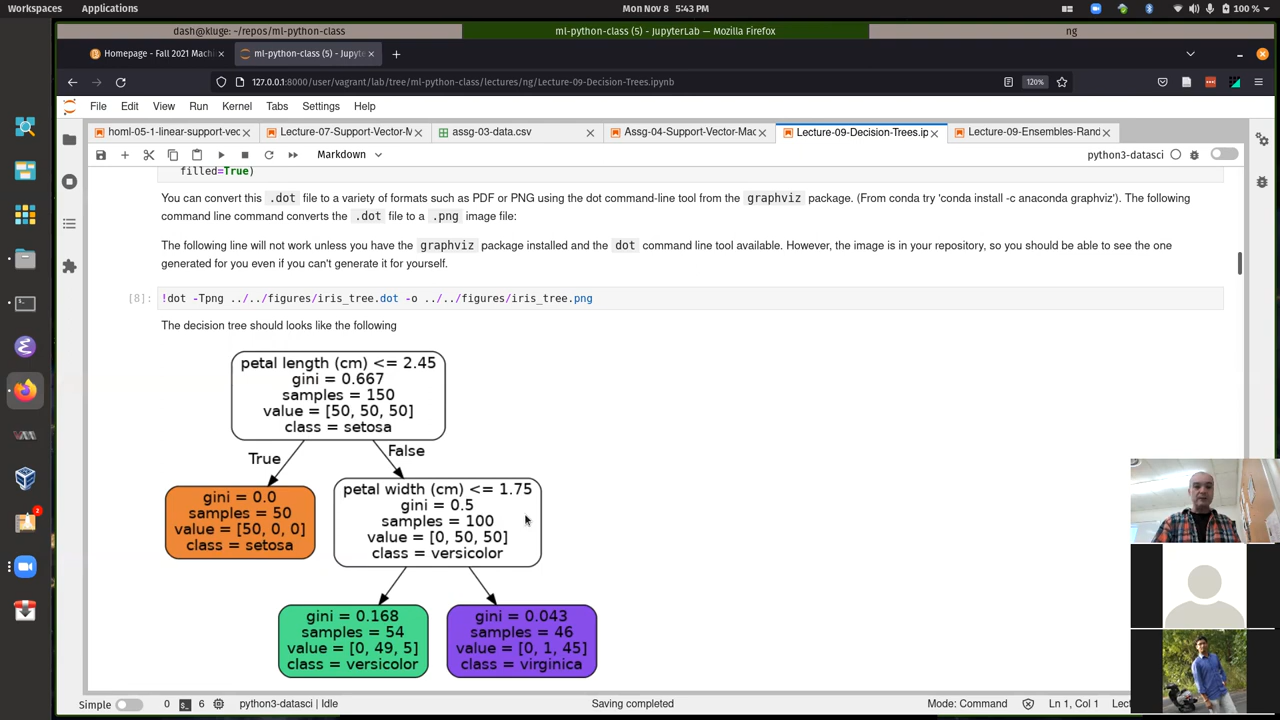 Workspaces Applications Mon Nov 8 5:43 PM 100 %
dash@kluge: ~/repos/ml-python-class ml-python-class (5) - JupyterLab — Mozilla Firefox ng
Homepage - Fall 2021 Machi ml-python-class (5) - Jupyte
127.0.0.1:8000/user/vagrant/lab/tree/ml-python-class/lectures/ng/Lecture-09-Decision-Trees.ipynb 120%
File Edit View Run Kernel Tabs Settings Help
homl-05-1-linear-support-vec Lecture-07-Support-Vector-M assg-03-data.csv Assg-04-Support-Vector-Mac Lecture-09-Decision-Trees.ip Lecture-09-Ensembles-Rand
Markdown python3-datasci
filled=True)
You can convert this .dot file to a variety of formats such as PDF or PNG using the dot command-line tool from the graphviz package. (From conda try 'conda install -c anaconda graphviz'). The following
command line command converts the .dot file to a .png image file:
The following line will not work unless you have the graphviz package installed and the dot command line tool available. However, the image is in your repository, so you should be able to see the one
generated for you even if you can't generate it for yourself.
[8]: !dot -Tpng ../../figures/iris_tree.dot -o ../../figures/iris_tree.png
The decision tree should looks like the following
petal length (cm) <= 2.45
gini = 0.667
samples = 150
value = [50, 50, 50]
class = setosa
True False
gini = 0.0
samples = 50
value = [50, 0, 0]
class = setosa
petal width (cm) <= 1.75
gini = 0.5
samples = 100
value = [0, 50, 50]
class = versicolor
gini = 0.168
samples = 54
value = [0, 49, 5]
class = versicolor
gini = 0.043
samples = 46
value = [0, 1, 45]
class = virginica
2
Simple 0 6 python3-datasci | Idle Saving completed Mode: Command Ln 1, Col 1 Lect